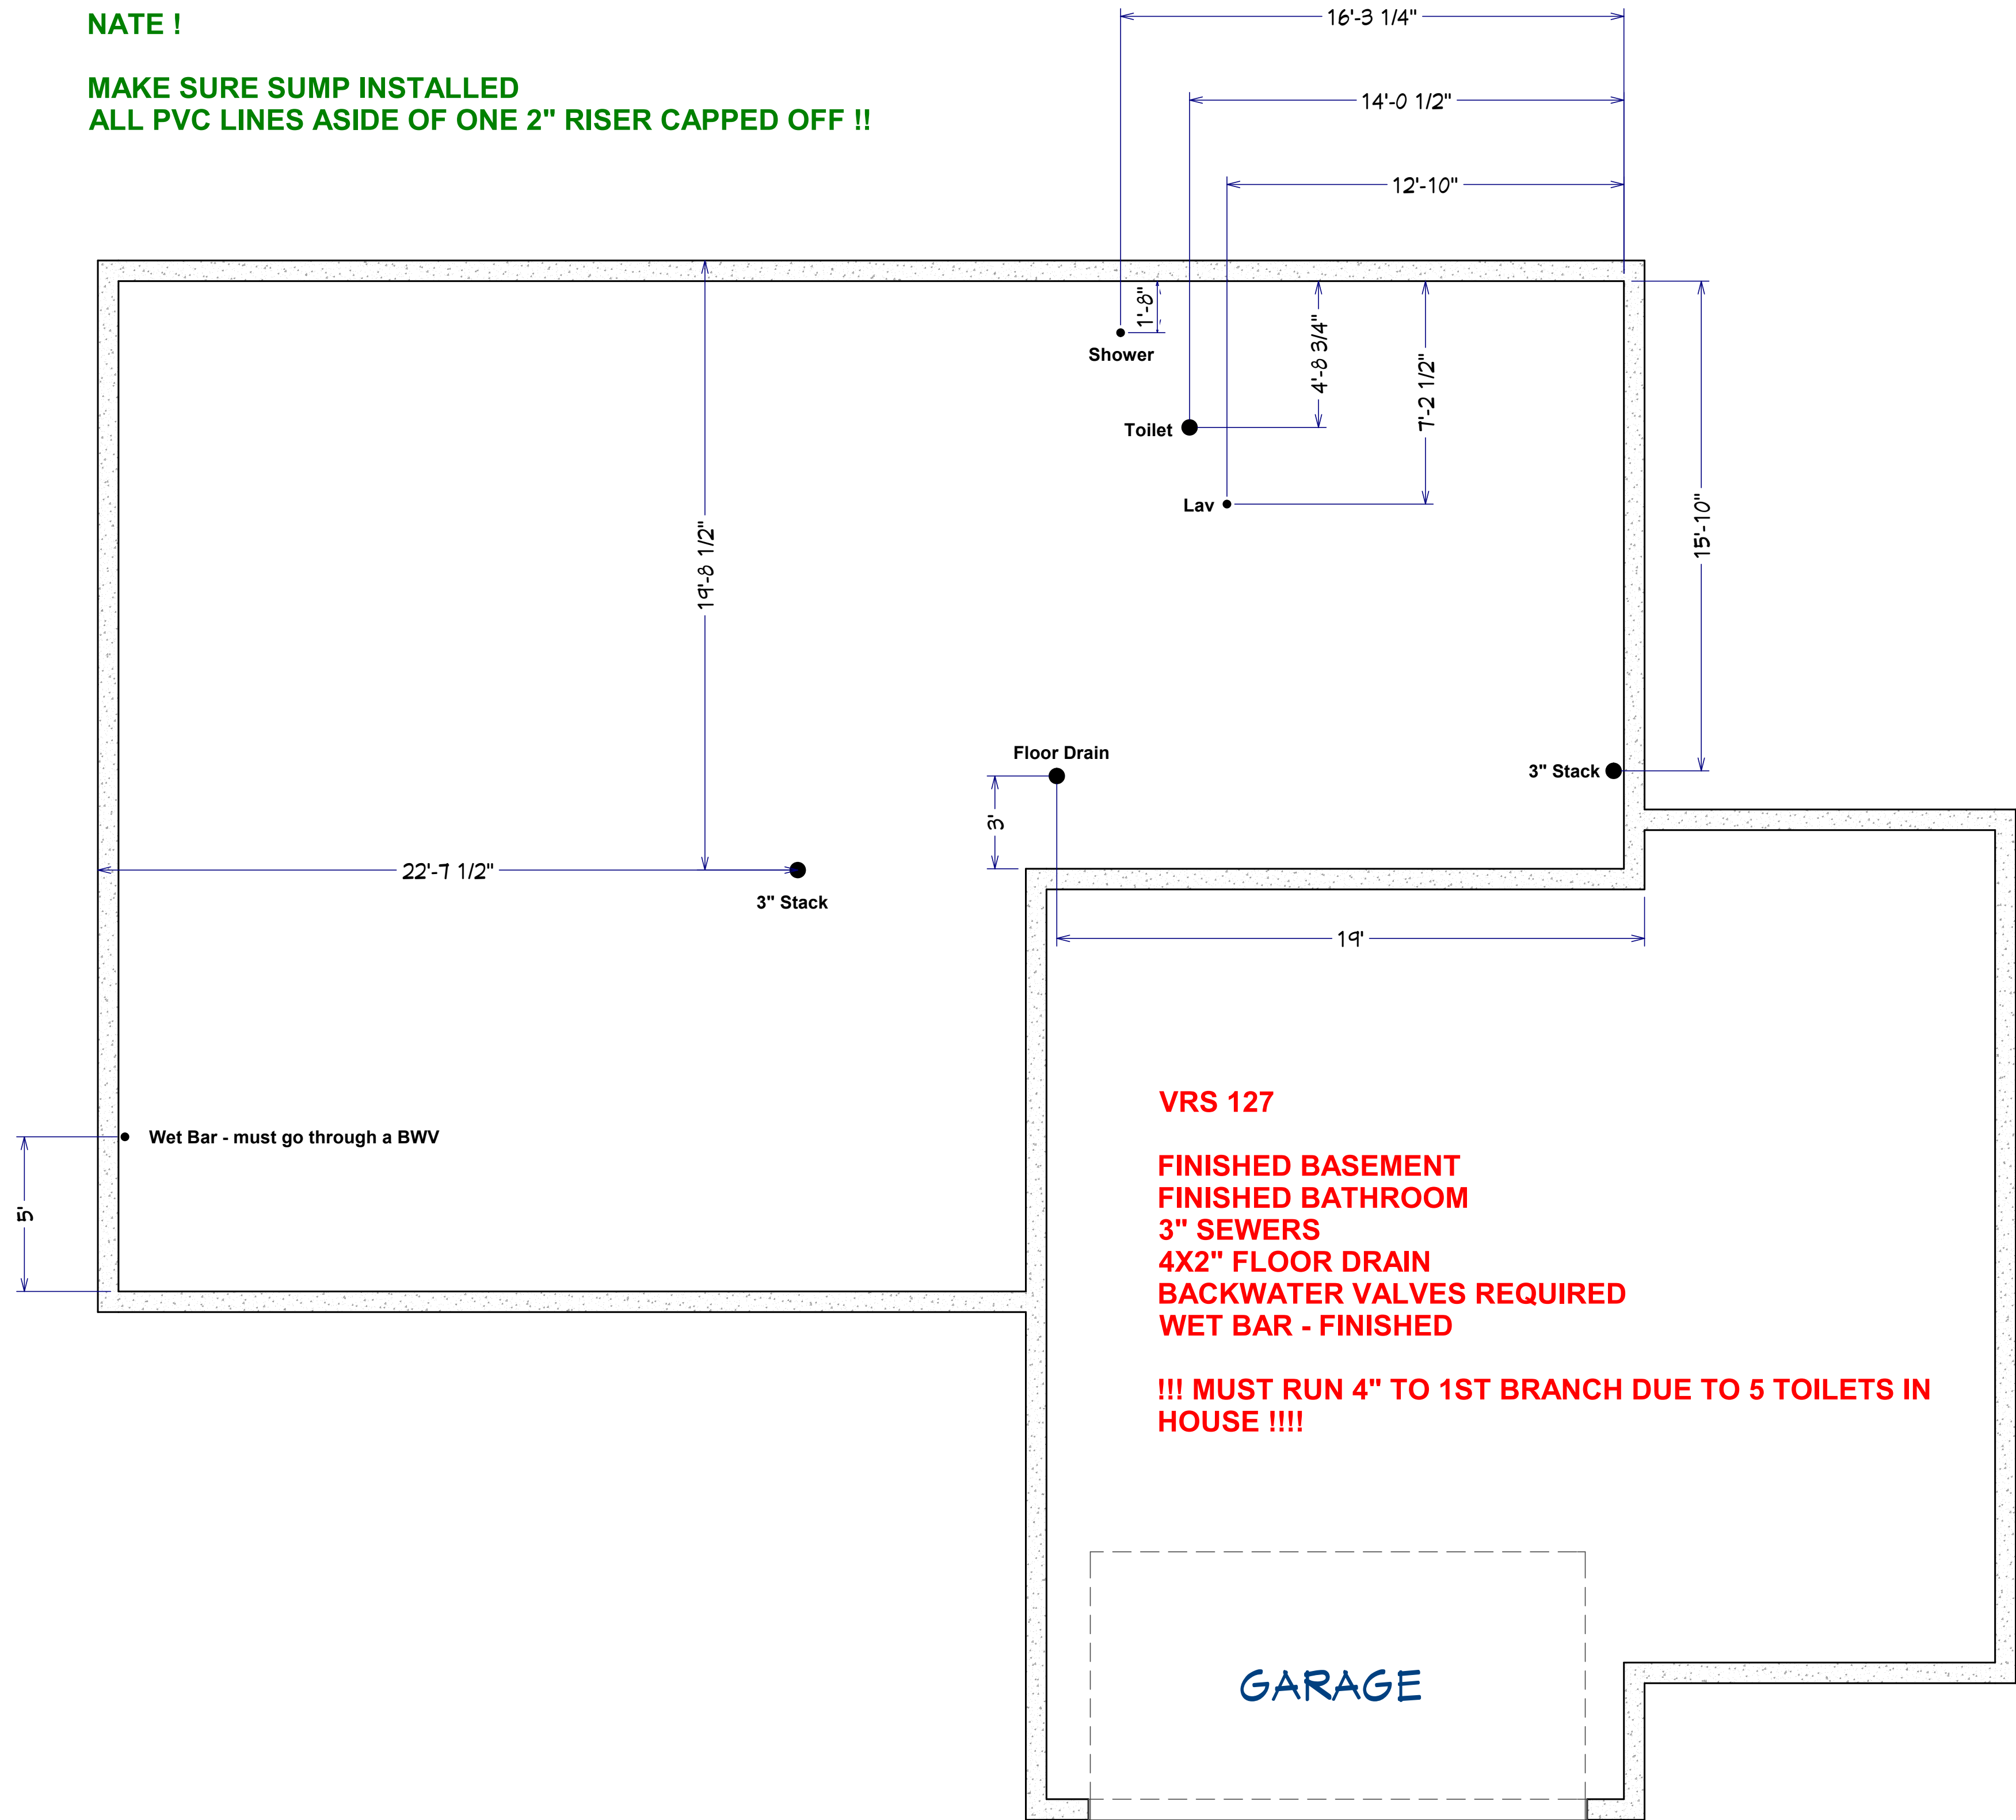 NATE !
MAKE SURE SUMP INSTALLED
ALL PVC LINES ASIDE OF ONE 2" RISER CAPPED OFF !!
16'-3 1/4"
14'-0 1/2"
12'-10"
1'-8"
Shower
4'-8 3/4"
7'-2 1/2"
Toilet
Lav
15'-10"
19'-8 1/2"
Floor Drain
3" Stack
3'
22'-7 1/2"
3" Stack
19'
Wet Bar - must go through a BWV
5'
VRS 127
FINISHED BASEMENT
FINISHED BATHROOM
3" SEWERS
4X2" FLOOR DRAIN
BACKWATER VALVES REQUIRED
WET BAR - FINISHED
!!! MUST RUN 4" TO 1ST BRANCH DUE TO 5 TOILETS IN
HOUSE !!!!
GARAGE